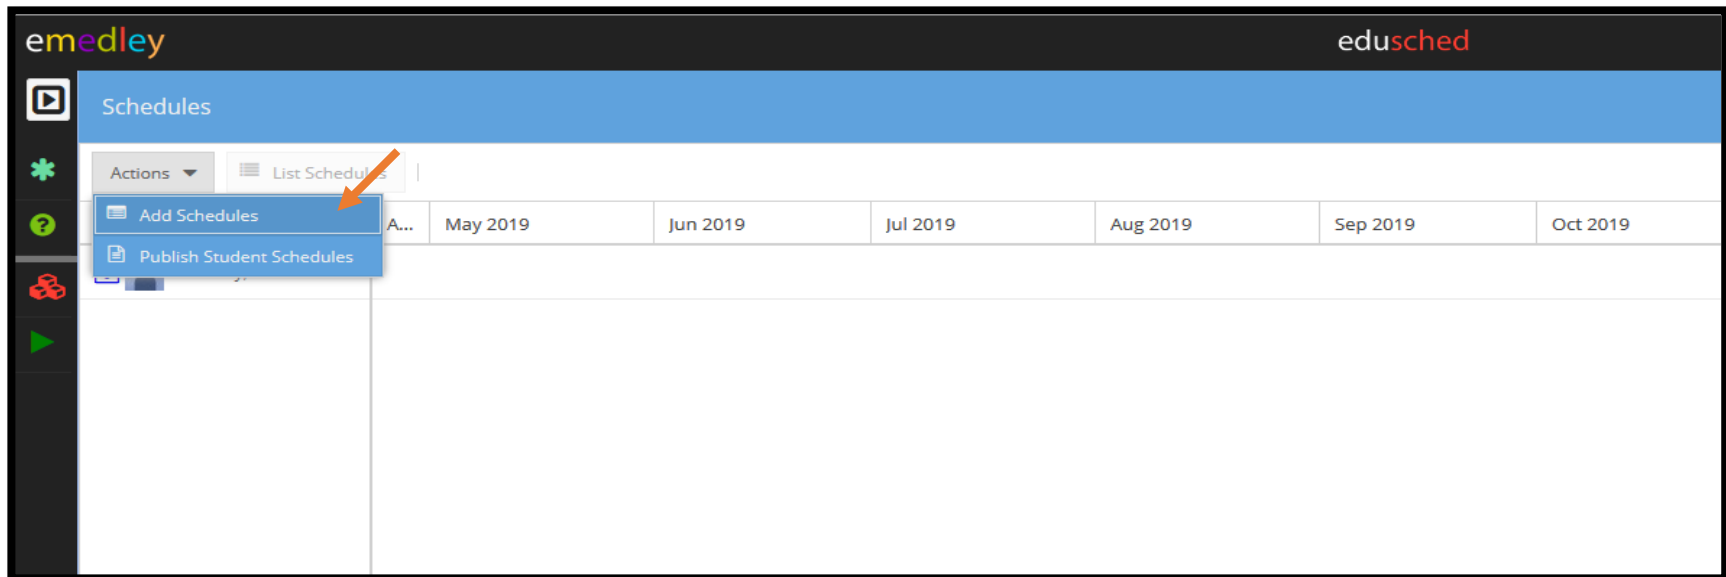 emedley edusched
Schedules
Actions List Schedules
Add Schedules
Publish Student Schedules
A... May 2019 Jun 2019 Jul 2019 Aug 2019 Sep 2019 Oct 2019